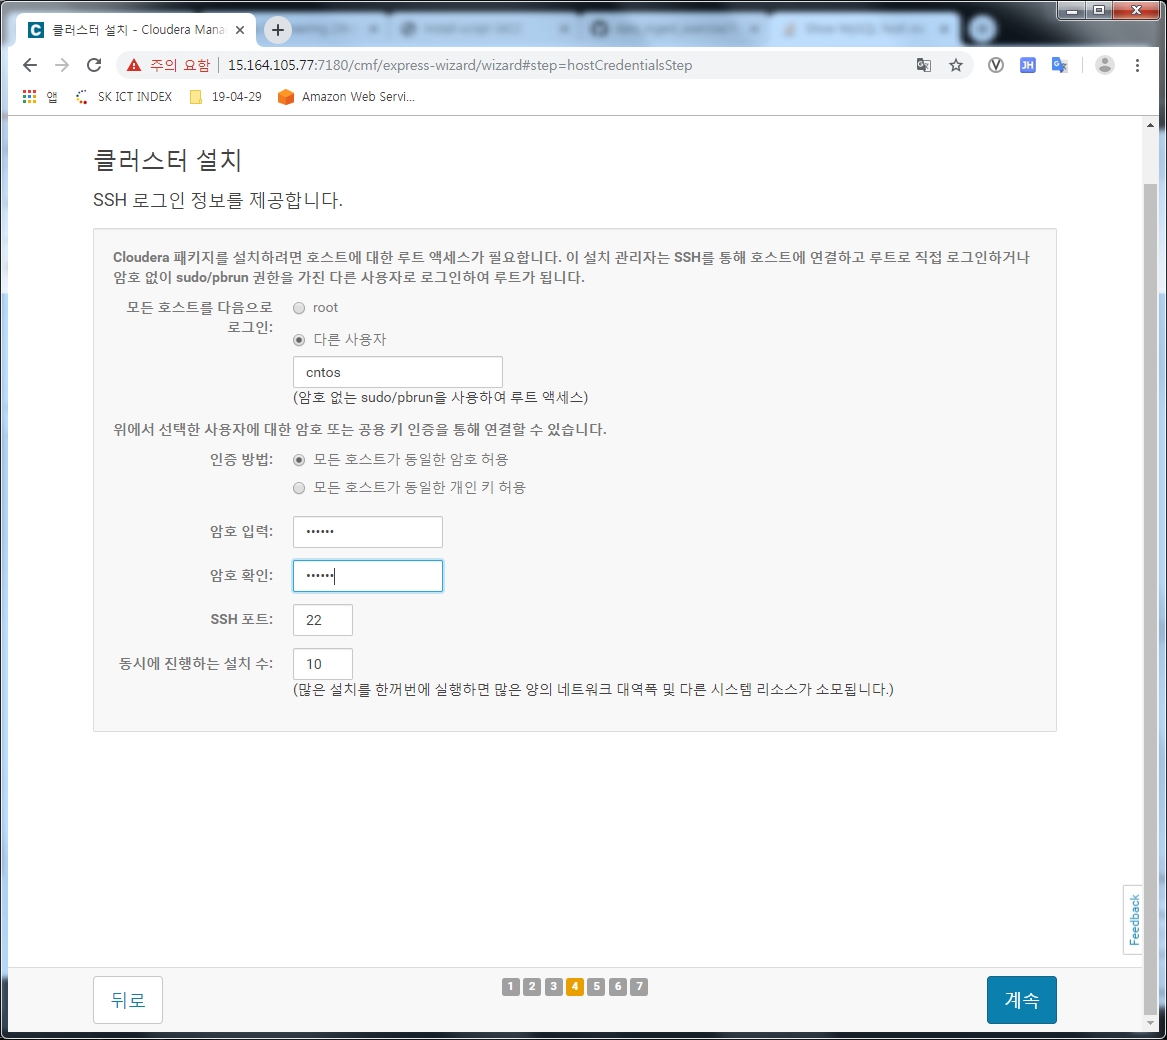 클러스터 설치 - Cloudera Mana
주의 요함 15.164.105.77:7180/cmf/express-wizard/wizard#step=hostCredentialsStep
JH
앱 SK ICT INDEX 19-04-29 Amazon Web Servi...
클러스터 설치
SSH 로그인 정보를 제공합니다.
Cloudera 패키지를 설치하려면 호스트에 대한 루트 액세스가 필요합니다. 이 설치 관리자는 SSH를 통해 호스트에 연결하고 루트로 직접 로그인하거나
암호 없이 sudo/pbrun 권한을 가진 다른 사용자로 로그인하여 루트가 됩니다.
모든 호스트를 다음으로 root
로그인:
다른 사용자
cntos
(암호 없는 sudo/pbrun을 사용하여 루트 액세스)
위에서 선택한 사용자에 대한 암호 또는 공용 키 인증을 통해 연결할 수 있습니다.
인증 방법: 모든 호스트가 동일한 암호 허용
모든 호스트가 동일한 개인 키 허용
암호 입력: ••••••
암호 확인: ••••••
SSH 포트: 22
동시에 진행하는 설치 수: 10
(많은 설치를 한꺼번에 실행하면 많은 양의 네트워크 대역폭 및 다른 시스템 리소스가 소모됩니다.)
Feedback
뒤로 1 2 3 4 5 6 7 계속